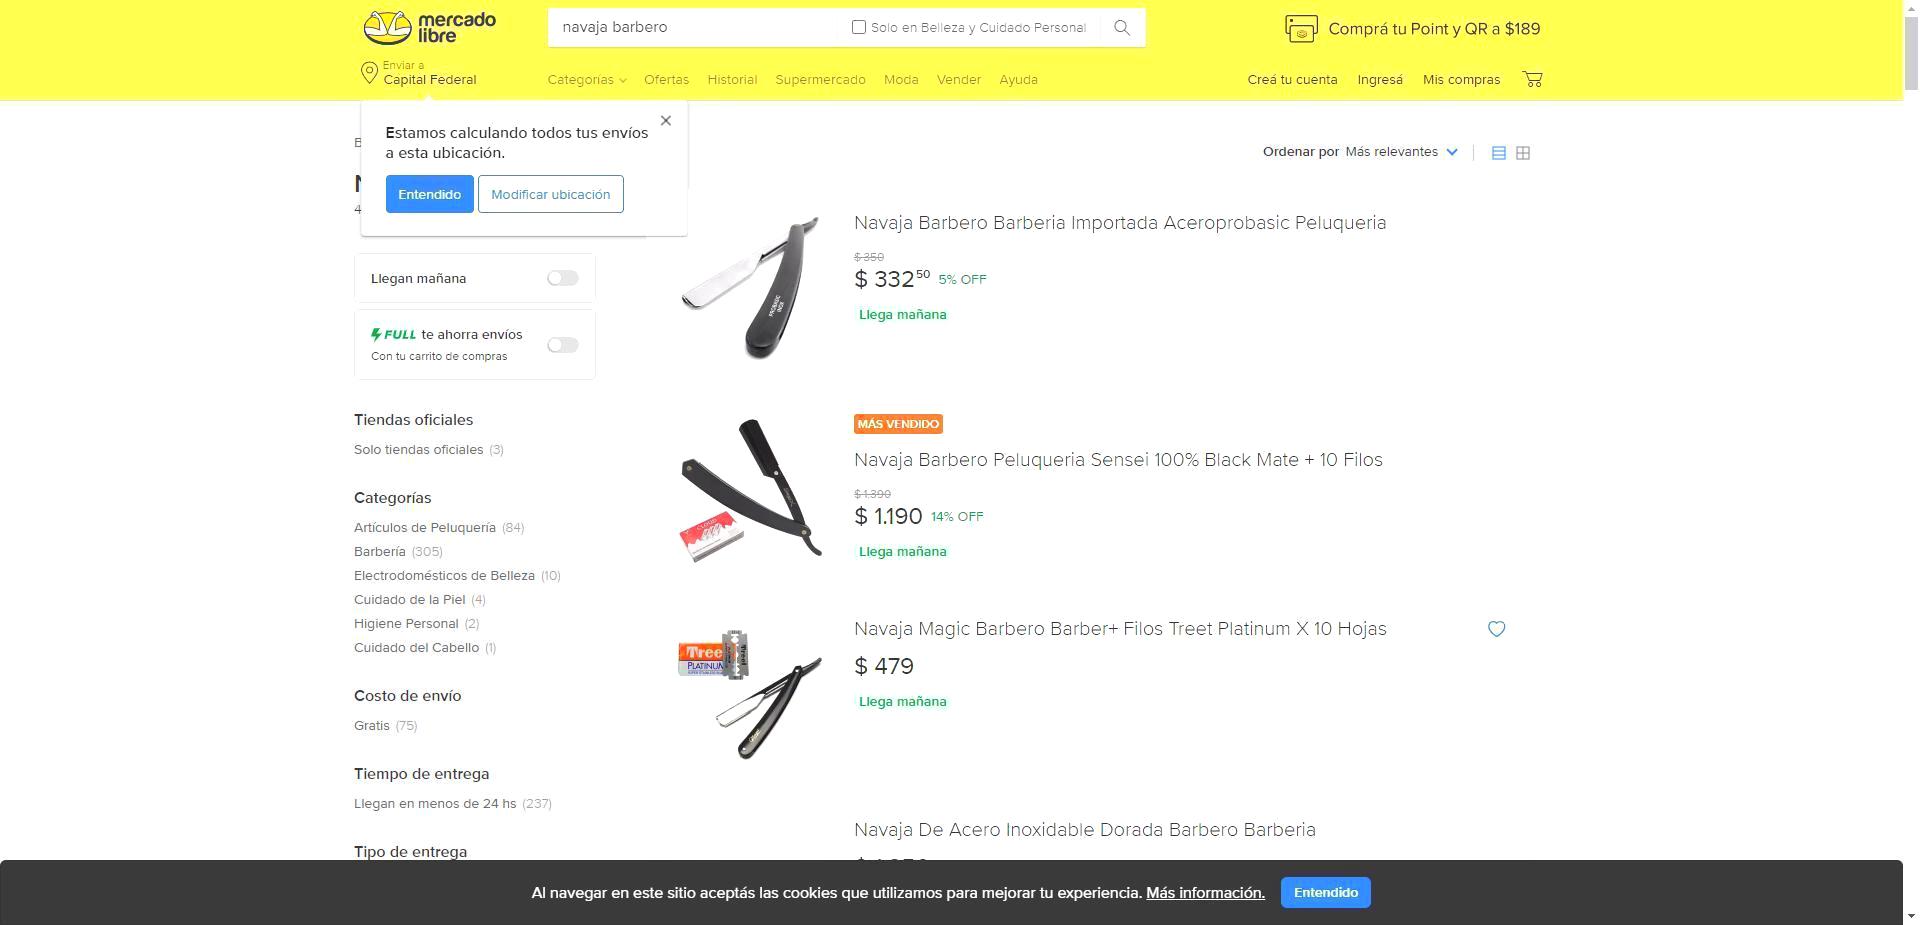 mercado
libre
navaja barbero
Solo en Belleza y Cuidado Personal
Comprá tu Point y QR a $189
Enviar a
Capital Federal
Categorías
Ofertas
Historial
Supermercado
Moda
Vender
Ayuda
Creá tu cuenta
Ingresá
Mis compras
Estamos calculando todos tus envíos
a esta ubicación.
Entendido
Modificar ubicación
Ordenar por Más relevantes
Llegan mañana
FULL te ahorra envíos
Con tu carrito de compras
Tiendas oficiales
Solo tiendas oficiales (3)
Categorías
Artículos de Peluquería (84)
Barbería (305)
Electrodomésticos de Belleza (10)
Cuidado de la Piel (4)
Higiene Personal (2)
Cuidado del Cabello (1)
Costo de envío
Gratis (75)
Tiempo de entrega
Llegan en menos de 24 hs (237)
Tipo de entrega
PROBASIC
INOX
Navaja Barbero Barberia Importada Aceroprobasic Peluqueria
$ 350
$ 332 50 5% OFF
Llega mañana
CLOUD
MÁS VENDIDO
Navaja Barbero Peluqueria Sensei 100% Black Mate + 10 Filos
$ 1.390
$ 1.190 14% OFF
Llega mañana
Treet
PLATINUM
Navaja Magic Barbero Barber+ Filos Treet Platinum X 10 Hojas
$ 479
Llega mañana
Navaja De Acero Inoxidable Dorada Barbero Barberia
Al navegar en este sitio aceptás las cookies que utilizamos para mejorar tu experiencia. Más información.
Entendido